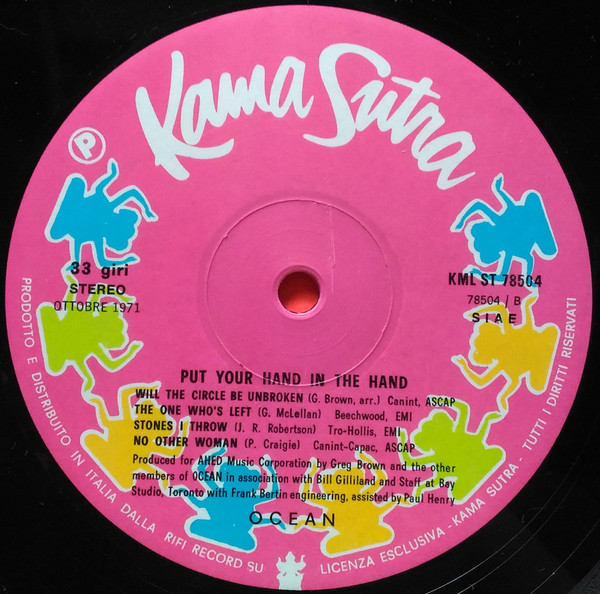 Kama Sutra
P
33 giri
STEREO
OTTOBRE 1971
KML ST 78504
78504 / B
SIAE
PUT YOUR HAND IN THE HAND
WILL THE CIRCLE BE UNBROKEN (G. Brown, arr.) Canint, ASCAP
THE ONE WHO'S LEFT (G. McLellan) Beechwood, EMI
STONES I THROW (J. R. Robertson) Tro-Hollis, EMI
NO OTHER WOMAN (P. Craigie) Canint-Capac, ASCAP
Produced for AHED Music Corporation by Greg Brown and the other
members of OCEAN in association with Bill Gilliland and Staff at Bay
Studio, Toronto with Frank Bertin engineering, assisted by Paul Henry
OCEAN
PRODOTTO E DISTRIBUITO IN ITALIA DALLA RIFI RECORD SU LICENZA ESCLUSIVA - KAMA SUTRA - TUTTI I DIRITTI RISERVATI